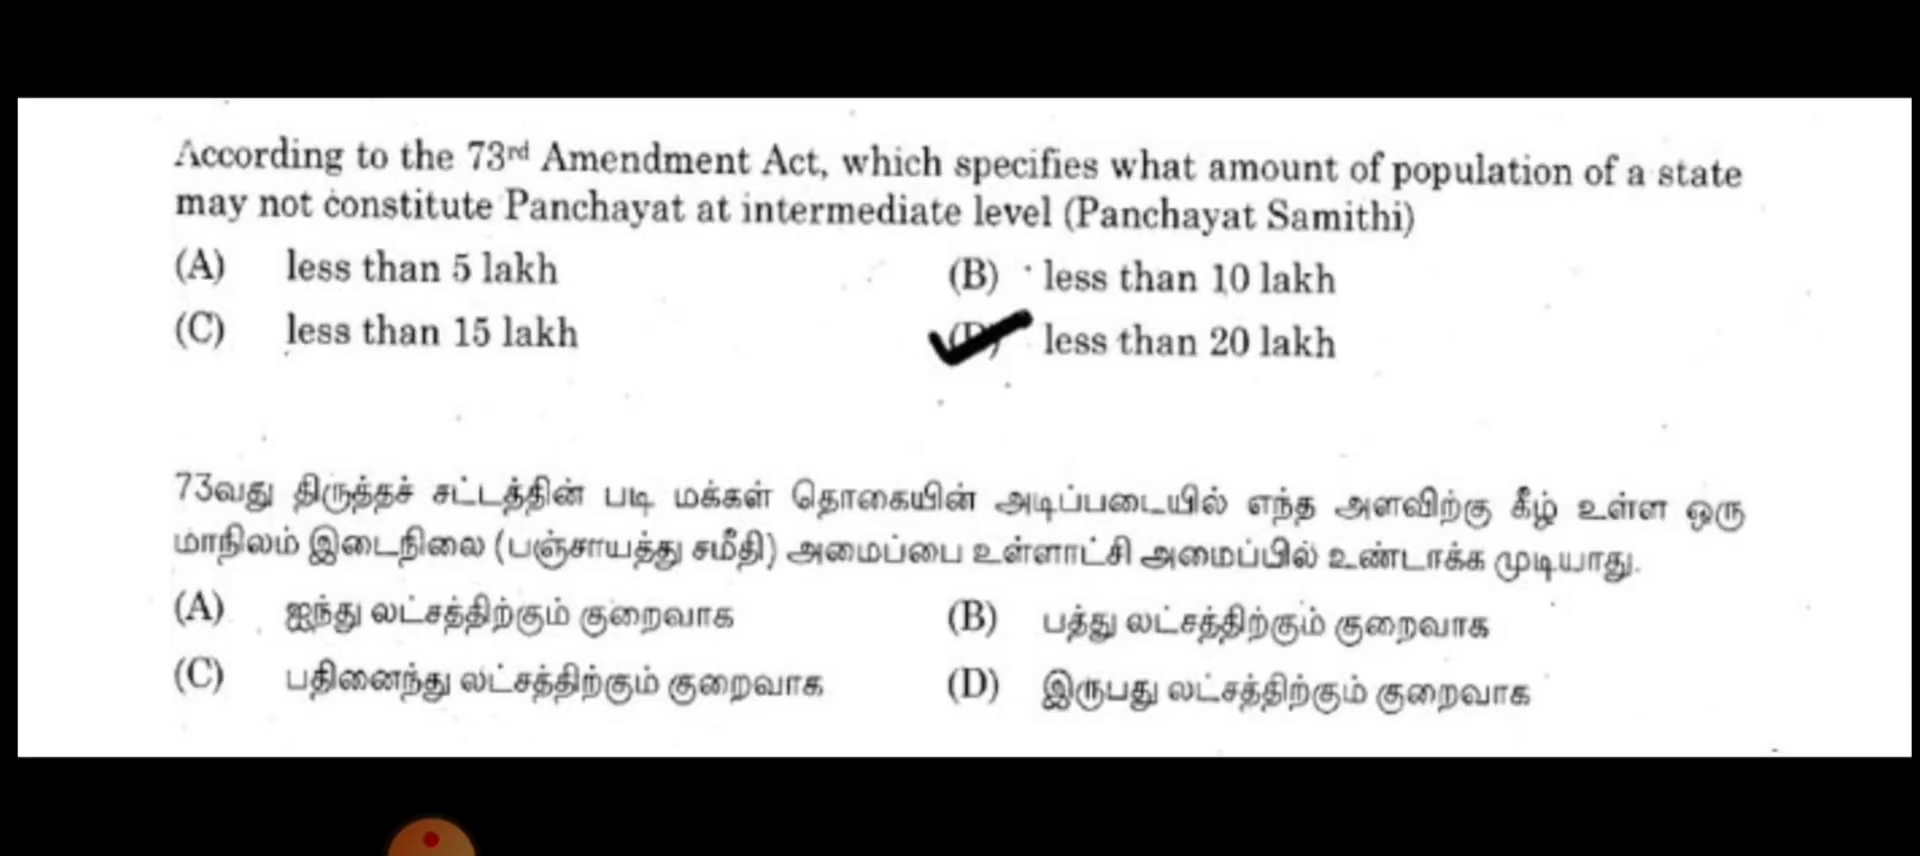 According to the 73rd Amendment Act, which specifies what amount of population of a state
may not constitute Panchayat at intermediate level (Panchayat Samithi)
(A) less than 5 lakh (B) less than 10 lakh
(C) less than 15 lakh (D) less than 20 lakh
73வது திருத்தச் சட்டத்தின் படி மக்கள் தொகையின் அடிப்படையில் எந்த அளவிற்கு கீழ் உள்ள ஒரு
மாநிலம் இடைநிலை (பஞ்சாயத்து சமீதி) அமைப்பை உள்ளாட்சி அமைப்பில் உண்டாக்க முடியாது.
(A) ஐந்து லட்சத்திற்கும் குறைவாக (B) பத்து லட்சத்திற்கும் குறைவாக
(C) பதினைந்து லட்சத்திற்கும் குறைவாக (D) இருபது லட்சத்திற்கும் குறைவாக